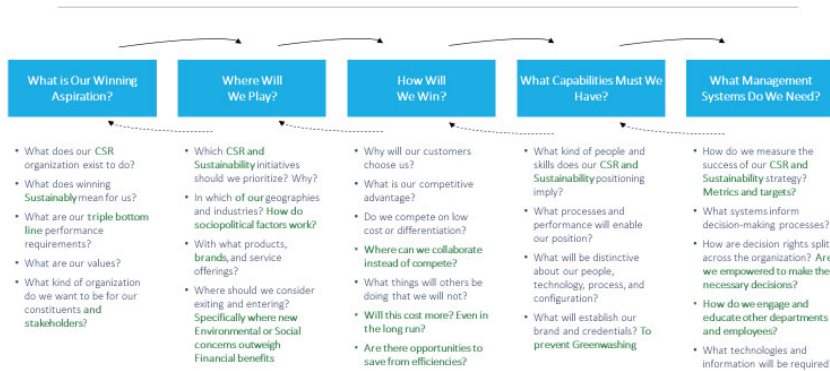 What is Our Winning
Aspiration?
Where Will
We Play?
How Will
We Win?
What Capabilities Must We
Have?
What Management
Systems Do We Need?
• What does our CSR
organization exist to do?
• What does winning
Sustainably mean for us?
• What are our triple bottom
line performance
requirements?
• What are our values?
• What kind of organization
do we want to be for our
constituents and
stakeholders?
• Which CSR and
Sustainability initiatives
should we prioritize? Why?
• In which of our geographies
and industries? How do
sociopolitical factors work?
• With what products,
brands, and service
offerings?
• Where should we consider
exiting and entering?
Specifically where new
Environmental or Social
concerns outweigh
Financial benefits
• Why will our customers
choose us?
• What is our competitive
advantage?
• Do we compete on low
cost or differentiation?
• Where can we collaborate
instead of compete?
• What things will others be
doing that we will not?
• Will this cost more? Even in
the long run?
• Are there opportunities to
save from efficiencies?
• What kind of people and
skills does our CSR and
Sustainability positioning
imply?
• What processes and
performance will enable
our position?
• What will be distinctive
about our people,
technology, process, and
configuration?
• What will establish our
brand and credentials? To
prevent Greenwashing
• How do we measure the
success of our CSR and
Sustainability strategy?
Metrics and targets?
• What systems inform
decision-making processes?
• How are decision rights split
across the organization? Are
we empowered to make the
necessary decisions?
• How do we engage and
educate other departments
and employees?
• What technologies and
information will be required